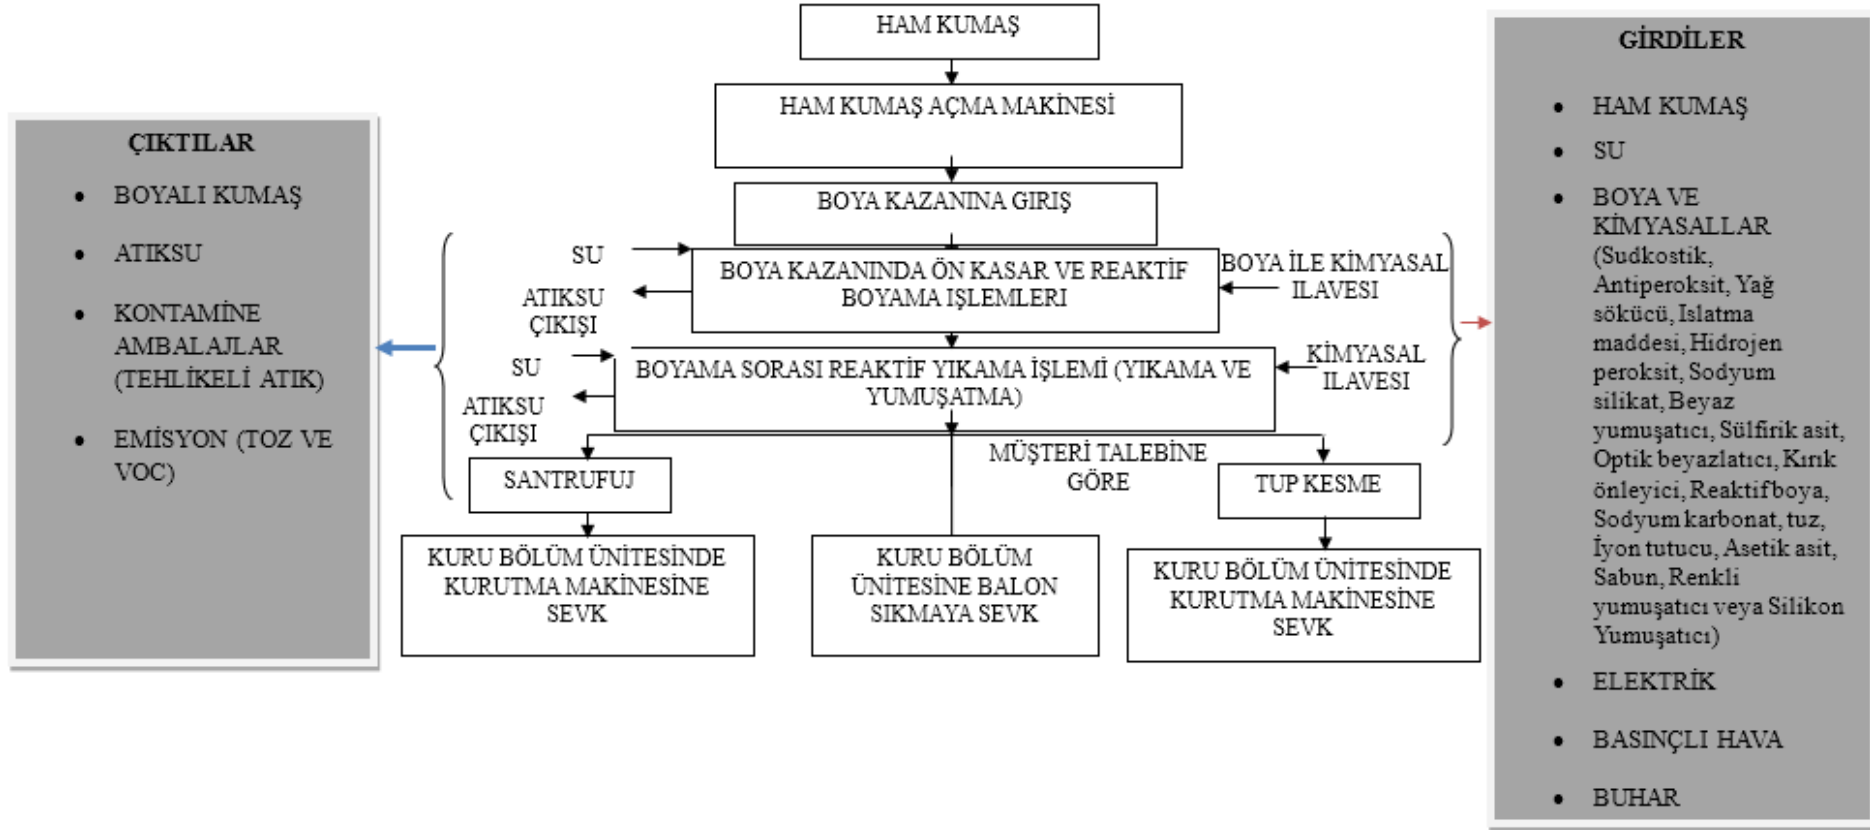 HAM KUMAŞ
HAM KUMAŞ AÇMA MAKİNESİ
BOYA KAZANINA GIRIŞ
SU
BOYA KAZANINDA ÖN KASAR VE REAKTİF
BOYAMA IŞLEMLERI
BOYA İLE KİMYASAL
ILAVESİ
ATIKSU
ÇIKIŞI
SU
BOYAMA SORASI REAKTİF YIKAMA İŞLEMİ (YIKAMA VE
YUMUŞATMA)
KİMYASAL
ILAVESİ
ATIKSU
ÇIKIŞI
MÜŞTERİ TALEBİNE
GÖRE
SANTRUFUJ
TUP KESME
KURU BÖLÜM ÜNİTESİNDE
KURUTMA MAKİNESİNE
SEVK
KURU BÖLÜM
ÜNİTESİNE BALON
SIKMAYA SEVK
KURU BÖLÜM ÜNİTESİNDE
KURUTMA MAKİNESİNE
SEVK
ÇIKTILAR
• BOYALI KUMAŞ
• ATIKSU
• KONTAMİNE
AMBALAJLAR
(TEHLİKELİ ATIK)
• EMİSYON (TOZ VE
VOC)
GİRDİLER
• HAM KUMAŞ
• SU
• BOYA VE
KİMYASALLAR
(Sudkostik,
Antiperoksit, Yağ
sökücü, Islatma
maddesi, Hidrojen
peroksit, Sodyum
silikat, Beyaz
yumuşatıcı, Sülfirik asit,
Optik beyazlatıcı, Kırık
önleyici, Reaktif boya,
Sodyum karbonat, tuz,
İyon tutucu, Asetik asit,
Sabun, Renkli
yumuşatıcı veya Silikon
Yumuşatıcı)
• ELEKTRİK
• BASINÇLI HAVA
• BUHAR